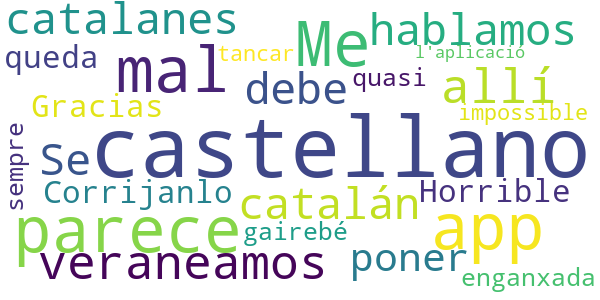 catalanes Me hablamos
queda mal tancar l'aplicació
debe quasi allí
Gracias impossible
sempre Se castellano
Corrijanlo catalán Horrible
parece gairebé app
veraneamos poner enganxada